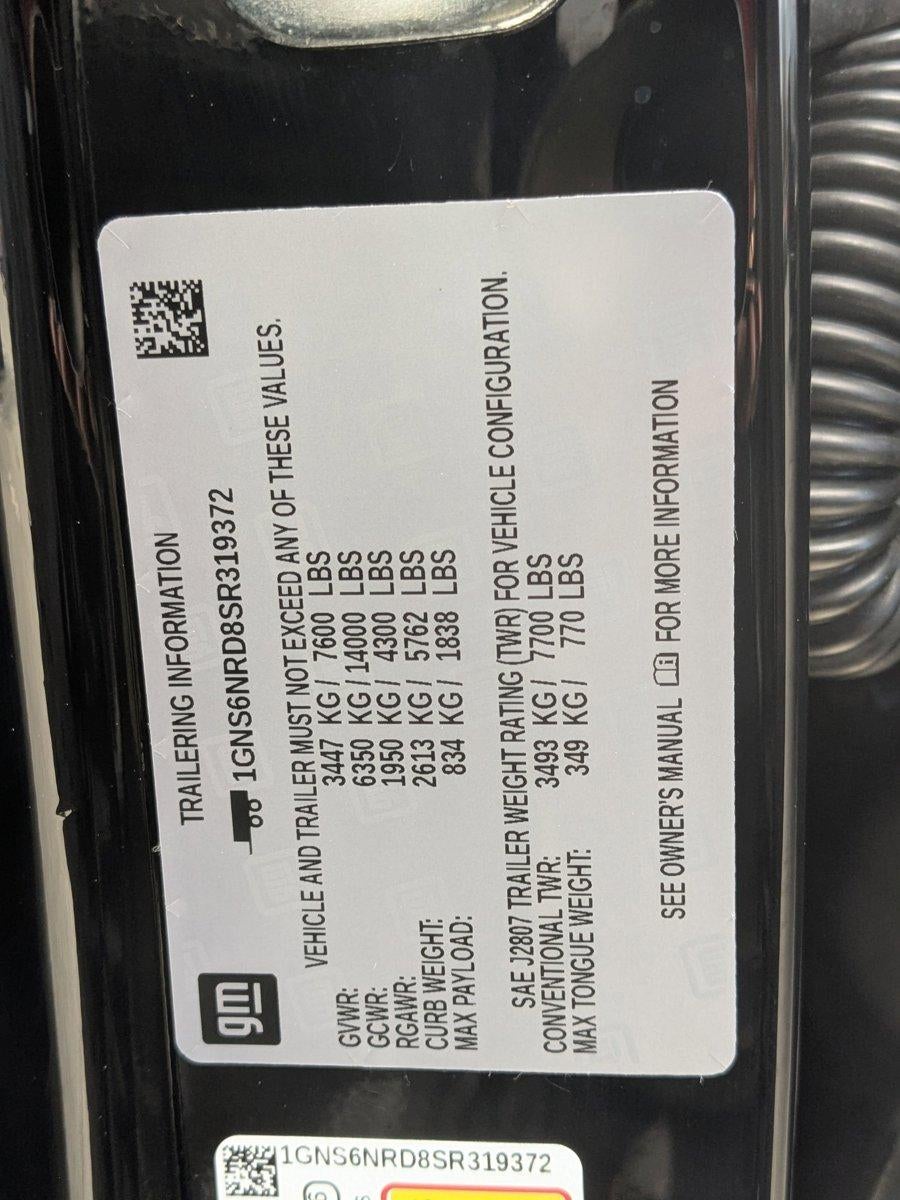 gm
TRAILERING INFORMATION
1GNS6NRD8SR319372
VEHICLE AND TRAILER MUST NOT EXCEED ANY OF THESE VALUES.
GVWR: 3447 KG / 7600 LBS
GCWR: 6350 KG / 14000 LBS
RGAWR: 1950 KG / 4300 LBS
CURB WEIGHT: 2613 KG / 5762 LBS
MAX PAYLOAD: 834 KG / 1838 LBS
SAE J2807 TRAILER WEIGHT RATING (TWR) FOR VEHICLE CONFIGURATION.
CONVENTIONAL TWR: 3493 KG / 7700 LBS
MAX TONGUE WEIGHT: 349 KG / 770 LBS
SEE OWNER'S MANUAL FOR MORE INFORMATION
1GNS6NRD8SR319372